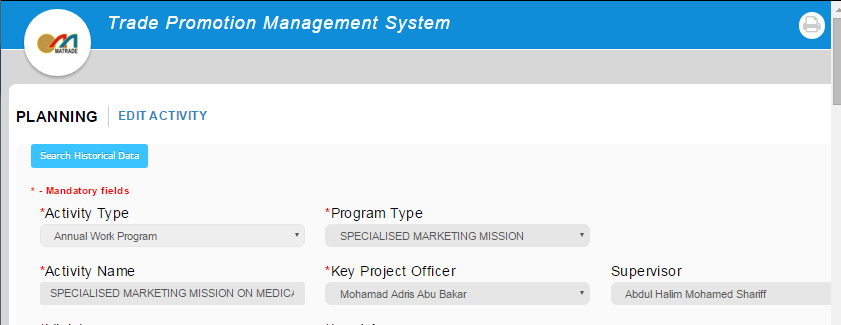 Trade Promotion Management System
MATRADE
PLANNING EDIT ACTIVITY
Search Historical Data
* - Mandatory fields
*Activity Type *Program Type
Annual Work Program SPECIALISED MARKETING MISSION
*Activity Name *Key Project Officer Supervisor
SPECIALISED MARKETING MISSION ON MEDICA Mohamad Adris Abu Bakar Abdul Halim Mohamed Shariff